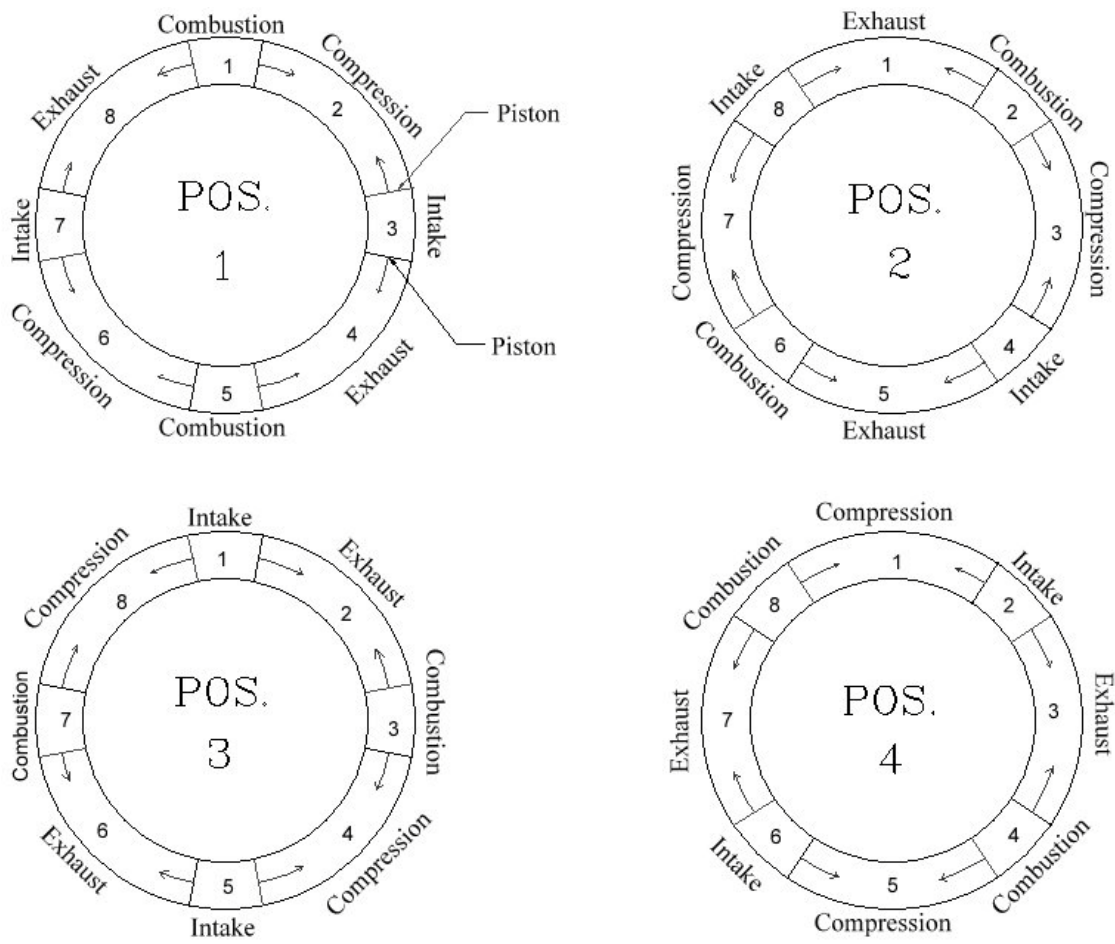 Combustion
Exhaust
Compression
1
8
2
Piston
POS.
1
Intake
7
3
Intake
6
4
Piston
Compression
5
Exhaust
Combustion
Exhaust
Intake
1
Combustion
8
2
Compression
7
POS.
2
3
Compression
Combustion
6
4
Intake
5
Exhaust
Intake
Compression
1
Exhaust
8
2
Combustion
7
POS.
3
3
Combustion
6
4
Exhaust
5
Compression
Intake
Compression
Combustion
1
Intake
8
2
Exhaust
7
POS.
4
3
Exhaust
Intake
6
4
Combustion
5
Compression